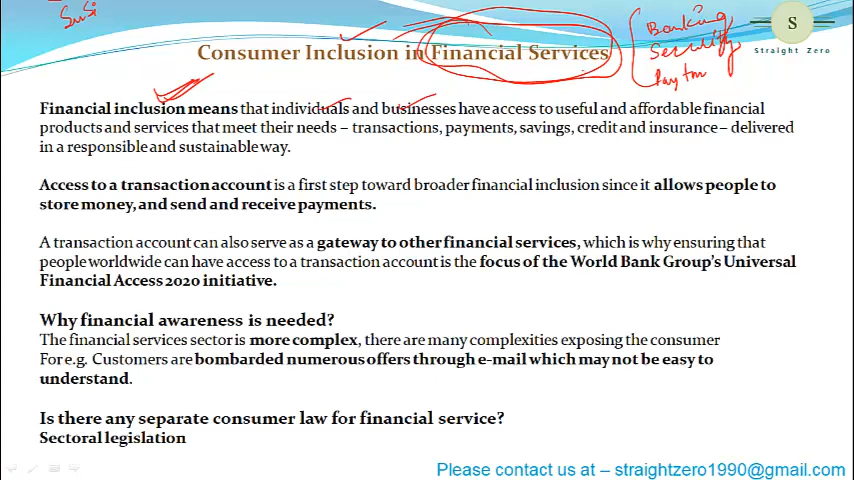 SuSi
Consumer Inclusion in Financial Services
Banking
Security
Paytm
S
Straight Zero
Financial inclusion means that individuals and businesses have access to useful and affordable financial
products and services that meet their needs – transactions, payments, savings, credit and insurance – delivered
in a responsible and sustainable way.
Access to a transaction account is a first step toward broader financial inclusion since it allows people to
store money, and send and receive payments.
A transaction account can also serve as a gateway to other financial services, which is why ensuring that
people worldwide can have access to a transaction account is the focus of the World Bank Group's Universal
Financial Access 2020 initiative.
Why financial awareness is needed?
The financial services sector is more complex, there are many complexities exposing the consumer
For e.g. Customers are bombarded numerous offers through e-mail which may not be easy to
understand.
Is there any separate consumer law for financial service?
Sectoral legislation
Please contact us at – straightzero1990@gmail.com